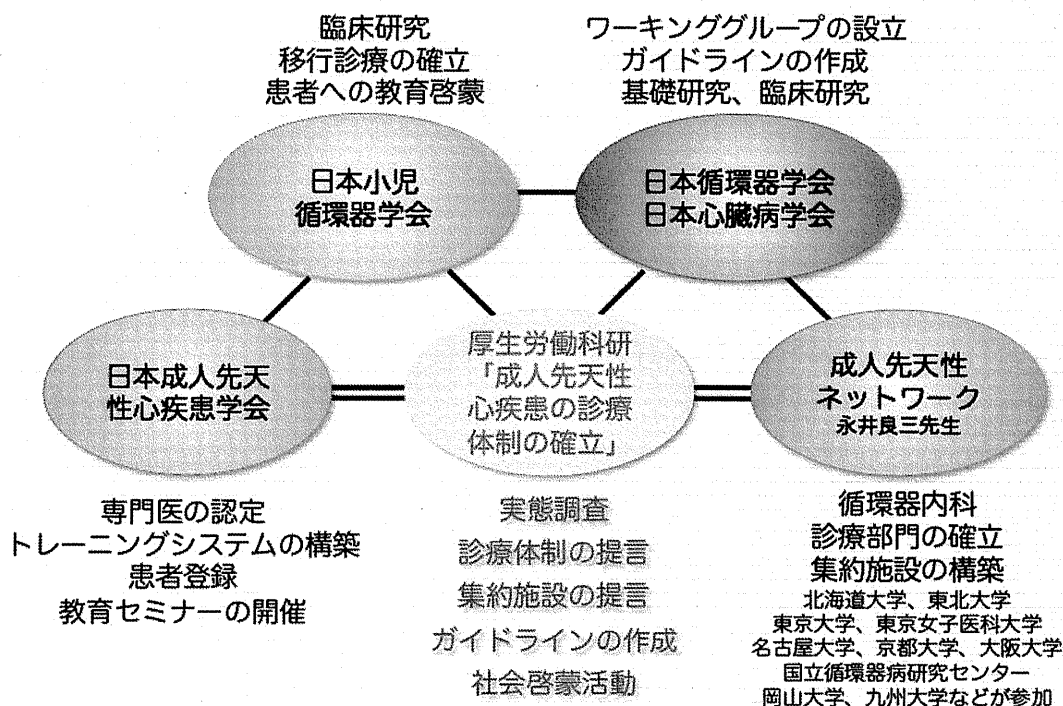 臨床研究
移行診療の確立
患者への教育啓蒙
ワーキンググループの設立
ガイドラインの作成
基礎研究、臨床研究
日本小児
循環器学会
日本循環器学会
日本心臓病学会
日本成人先天
性心疾患学会
厚生労働科研
「成人先天性
心疾患の診療
体制の確立」
成人先天性
ネットワーク
永井良三先生
専門医の認定
トレーニングシステムの構築
患者登録
教育セミナーの開催
実態調査
診療体制の提言
集約施設の提言
ガイドラインの作成
社会啓蒙活動
循環器内科
診療部門の確立
集約施設の構築
北海道大学、東北大学
東京大学、東京女子医科大学
名古屋大学、京都大学、大阪大学
国立循環器病研究センター
岡山大学、九州大学などが参加